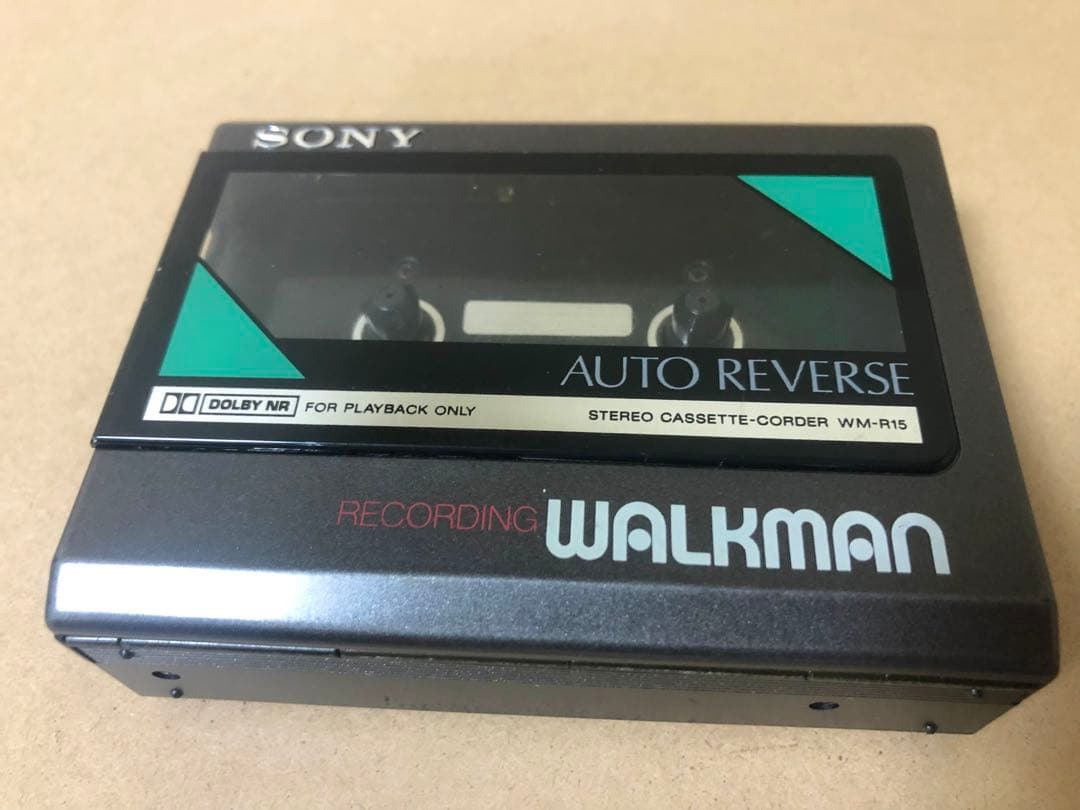 SONY
AUTO REVERSE
DOLBY NR FOR PLAYBACK ONLY STEREO CASSETTE-CORDER WM-R15
RECORDING WALKMAN